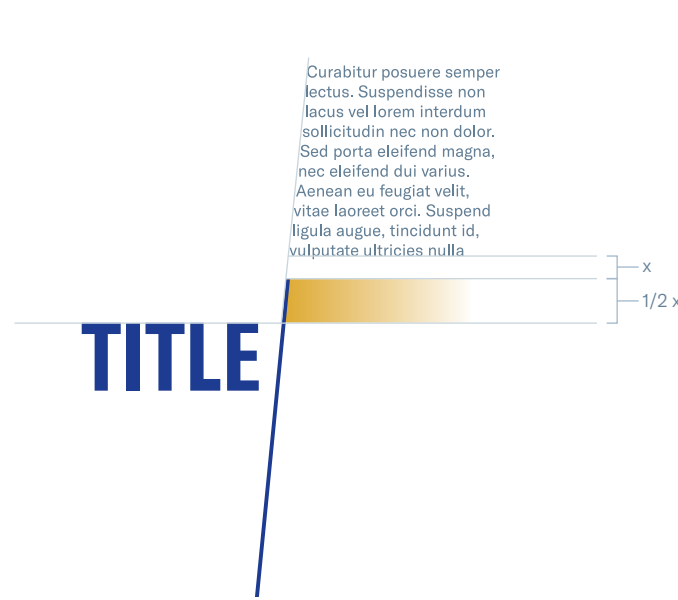 Curabitur posuere semper
lectus. Suspendisse non
lacus vel lorem interdum
sollicitudin nec non dolor.
Sed porta eleifend magna,
nec eleifend dui varius.
Aenean eu feugiat velit,
vitae laoreet orci. Suspend
ligula augue, tincidunt id,
vulputate ultricies nulla
x
1/2 x
TITLE